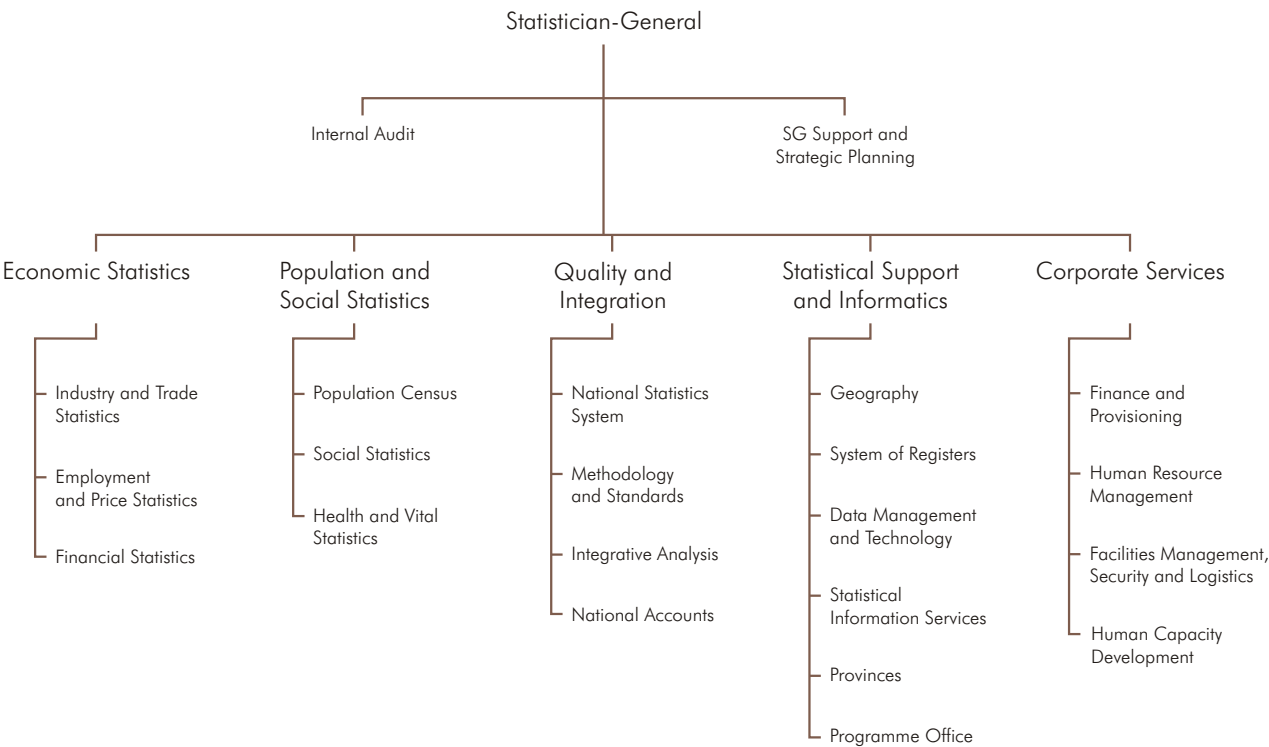 Statistician-General
Internal Audit
SG Support and
Strategic Planning
Economic Statistics
Population and
Social Statistics
Quality and
Integration
Statistical Support
and Informatics
Corporate Services
Industry and Trade
Statistics
Employment
and Price Statistics
Financial Statistics
Population Census
Social Statistics
Health and Vital
Statistics
National Statistics
System
Methodology
and Standards
Integrative Analysis
National Accounts
Geography
System of Registers
Data Management
and Technology
Statistical
Information Services
Provinces
Programme Office
Finance and
Provisioning
Human Resource
Management
Facilities Management,
Security and Logistics
Human Capacity
Development